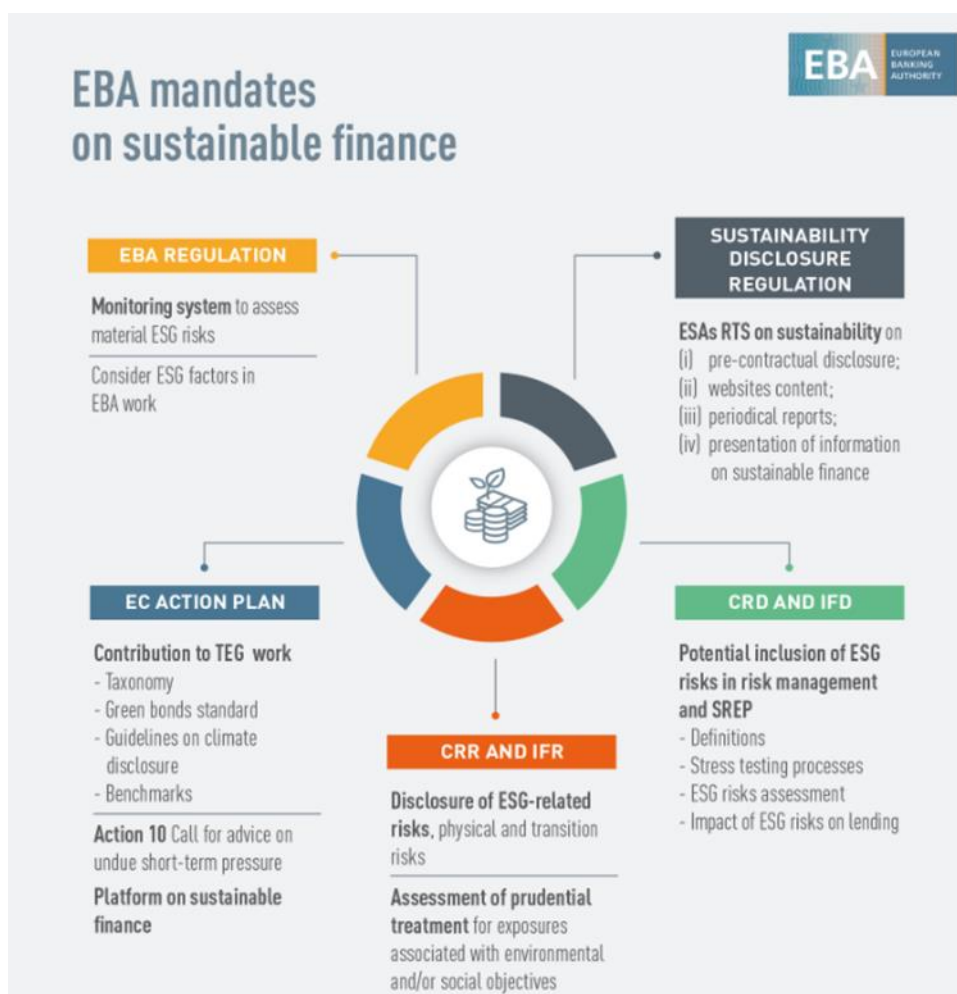 EBA mandates
on sustainable finance
EBA
EUROPEAN
BANKING
AUTHORITY
EBA REGULATION
Monitoring system to assess
material ESG risks
Consider ESG factors in
EBA work
SUSTAINABILITY
DISCLOSURE
REGULATION
ESAs RTS on sustainability on
(i) pre-contractual disclosure;
(ii) websites content;
(iii) periodical reports;
(iv) presentation of information
on sustainable finance
EC ACTION PLAN
Contribution to TEG work
- Taxonomy
- Green bonds standard
- Guidelines on climate
disclosure
- Benchmarks
Action 10 Call for advice on
undue short-term pressure
Platform on sustainable
finance
CRR AND IFR
Disclosure of ESG-related
risks, physical and transition
risks
Assessment of prudential
treatment for exposures
associated with environmental
and/or social objectives
CRD AND IFD
Potential inclusion of ESG
risks in risk management
and SREP
- Definitions
- Stress testing processes
- ESG risks assessment
- Impact of ESG risks on lending